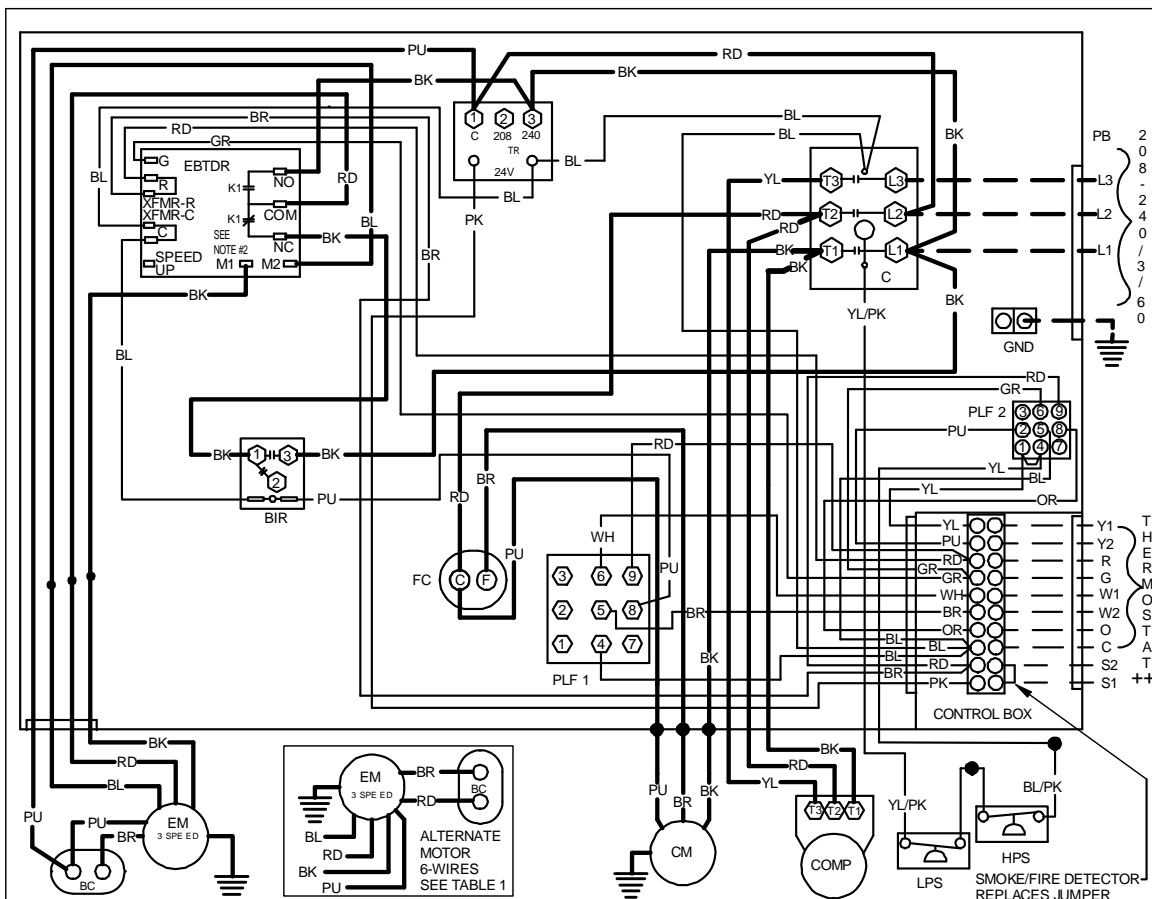 PU
BK
RD
BK
RD
BK
BL
BL
BR
RD
GR
1
2
3
C
208
240
TR
24V
BL
BL
PK
BK
PB
208-240/3/60
L3
L2
L1
G
EBTDR
R
XFMR-R
XFMR-C
C
SPEED
UP
K1
K1
SEE
NOTE #2
NO
COM
NC
M1
M2
BL
RD
BL
BK
BK
BR
YL
RD
RD
BK
BK
T3
L3
T2
L2
T1
L1
C
YL/PK
BK
GND
BL
BK
1
3
2
BK
PU
BIR
RD
BR
PU
RD
GR
PLF 2
3 6 9
2 5 8
1 4 7
PU
YL
BL
YL
OR
FC
C
F
WH
RD
PU
BR
3 6 9
2 5 8
1 4 7
PLF 1
BK
YL
PU
RD
GR
GR
WH
BR
OR
BL
BL
BL
RD
BR
PK
Y1
Y2
R
G
W1
W2
O
C
S2
S1
THERMOSTAT
++
CONTROL BOX
BK
RD
BL
PU
PU
BR
EM
3 SPEED
BC
EM
3 SPEED
BR
RD
BC
BL
RD
BK
PU
ALTERNATE
MOTOR
6-WIRES
SEE TABLE 1
PU
BR
BK
CM
BK
RD
YL
T3
T2
T1
COMP
YL/PK
BL/PK
LPS
HPS
SMOKE/FIRE DETECTOR
REPLACES JUMPER